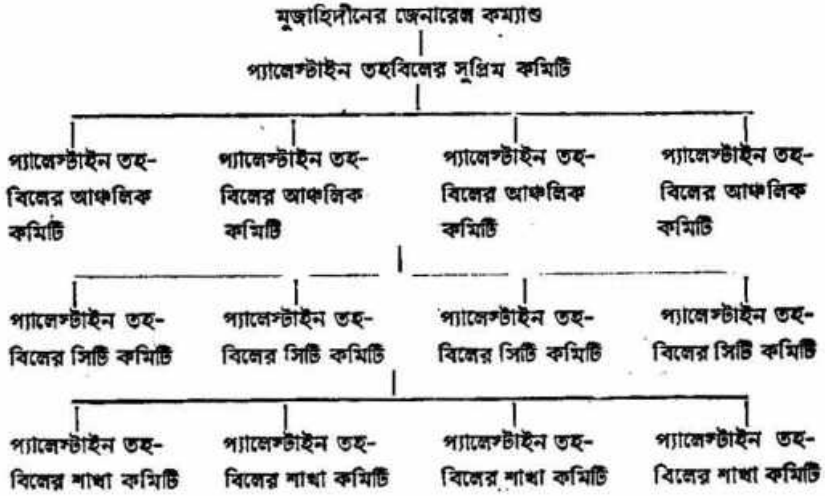 মুজাহিদীনের জেনারেল কম্যাণ্ড
প্যালেস্টাইন তহবিলের সুপ্রিম কমিটি
প্যালেস্টাইন তহ-
বিলের আঞ্চলিক
কমিটি
প্যালেস্টাইন তহ-
বিলের আঞ্চলিক
কমিটি
প্যালেস্টাইন তহ-
বিলের আঞ্চলিক
কমিটি
প্যালেস্টাইন তহ-
বিলের আঞ্চলিক
কমিটি
প্যালেস্টাইন তহ-
বিলের সিটি কমিটি
প্যালেস্টাইন তহ-
বিলের সিটি কমিটি
প্যালেস্টাইন তহ-
বিলের সিটি কমিটি
প্যালেস্টাইন তহ-
বিলের সিটি কমিটি
প্যালেস্টাইন তহ-
বিলের শাখা কমিটি
প্যালেস্টাইন তহ-
বিলের শাখা কমিটি
প্যালেস্টাইন তহ-
বিলের শাখা কমিটি
প্যালেস্টাইন তহ-
বিলের শাখা কমিটি